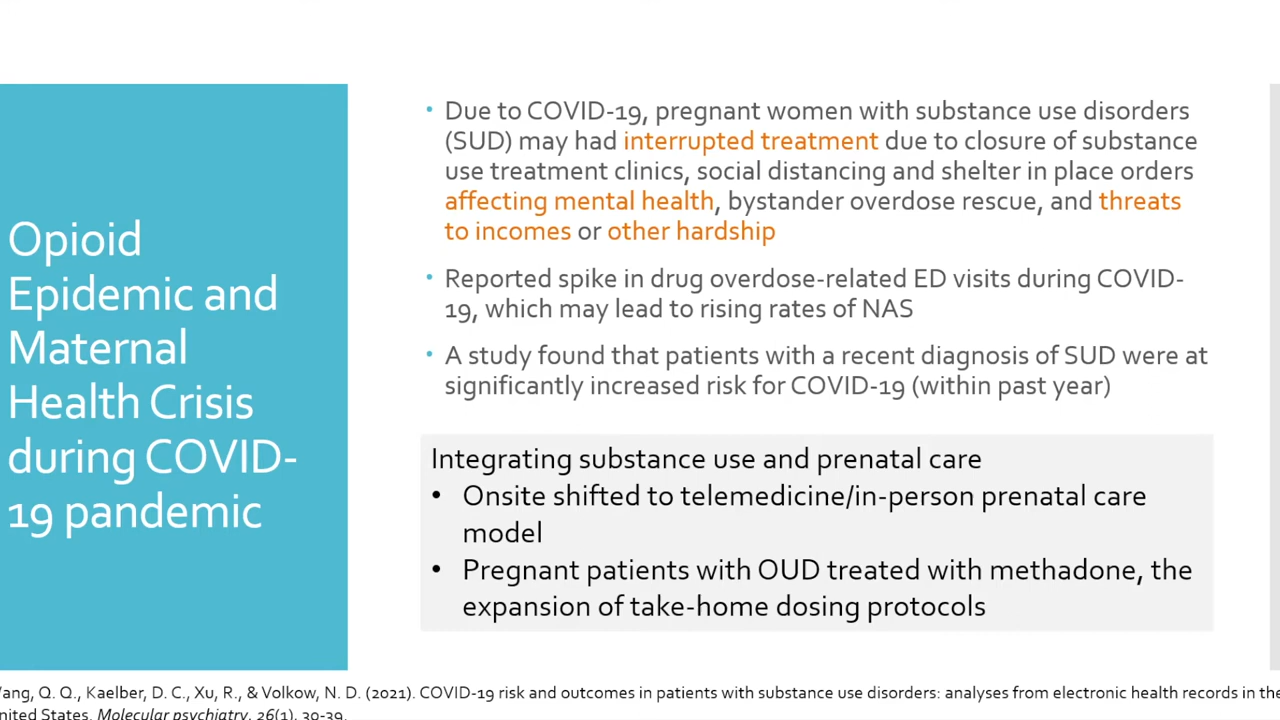 Opioid
Epidemic and
Maternal
Health Crisis
during COVID-
19 pandemic
• Due to COVID-19, pregnant women with substance use disorders
(SUD) may had interrupted treatment due to closure of substance
use treatment clinics, social distancing and shelter in place orders
affecting mental health, bystander overdose rescue, and threats
to incomes or other hardship
• Reported spike in drug overdose-related ED visits during COVID-
19, which may lead to rising rates of NAS
• A study found that patients with a recent diagnosis of SUD were at
significantly increased risk for COVID-19 (within past year)
Integrating substance use and prenatal care
• Onsite shifted to telemedicine/in-person prenatal care
model
• Pregnant patients with OUD treated with methadone, the
expansion of take-home dosing protocols
ang, Q. Q., Kaelber, D. C., Xu, R., & Volkow, N. D. (2021). COVID-19 risk and outcomes in patients with substance use disorders: analyses from electronic health records in the
nited States. Molecular psychiatry, 26(1), 30-39.